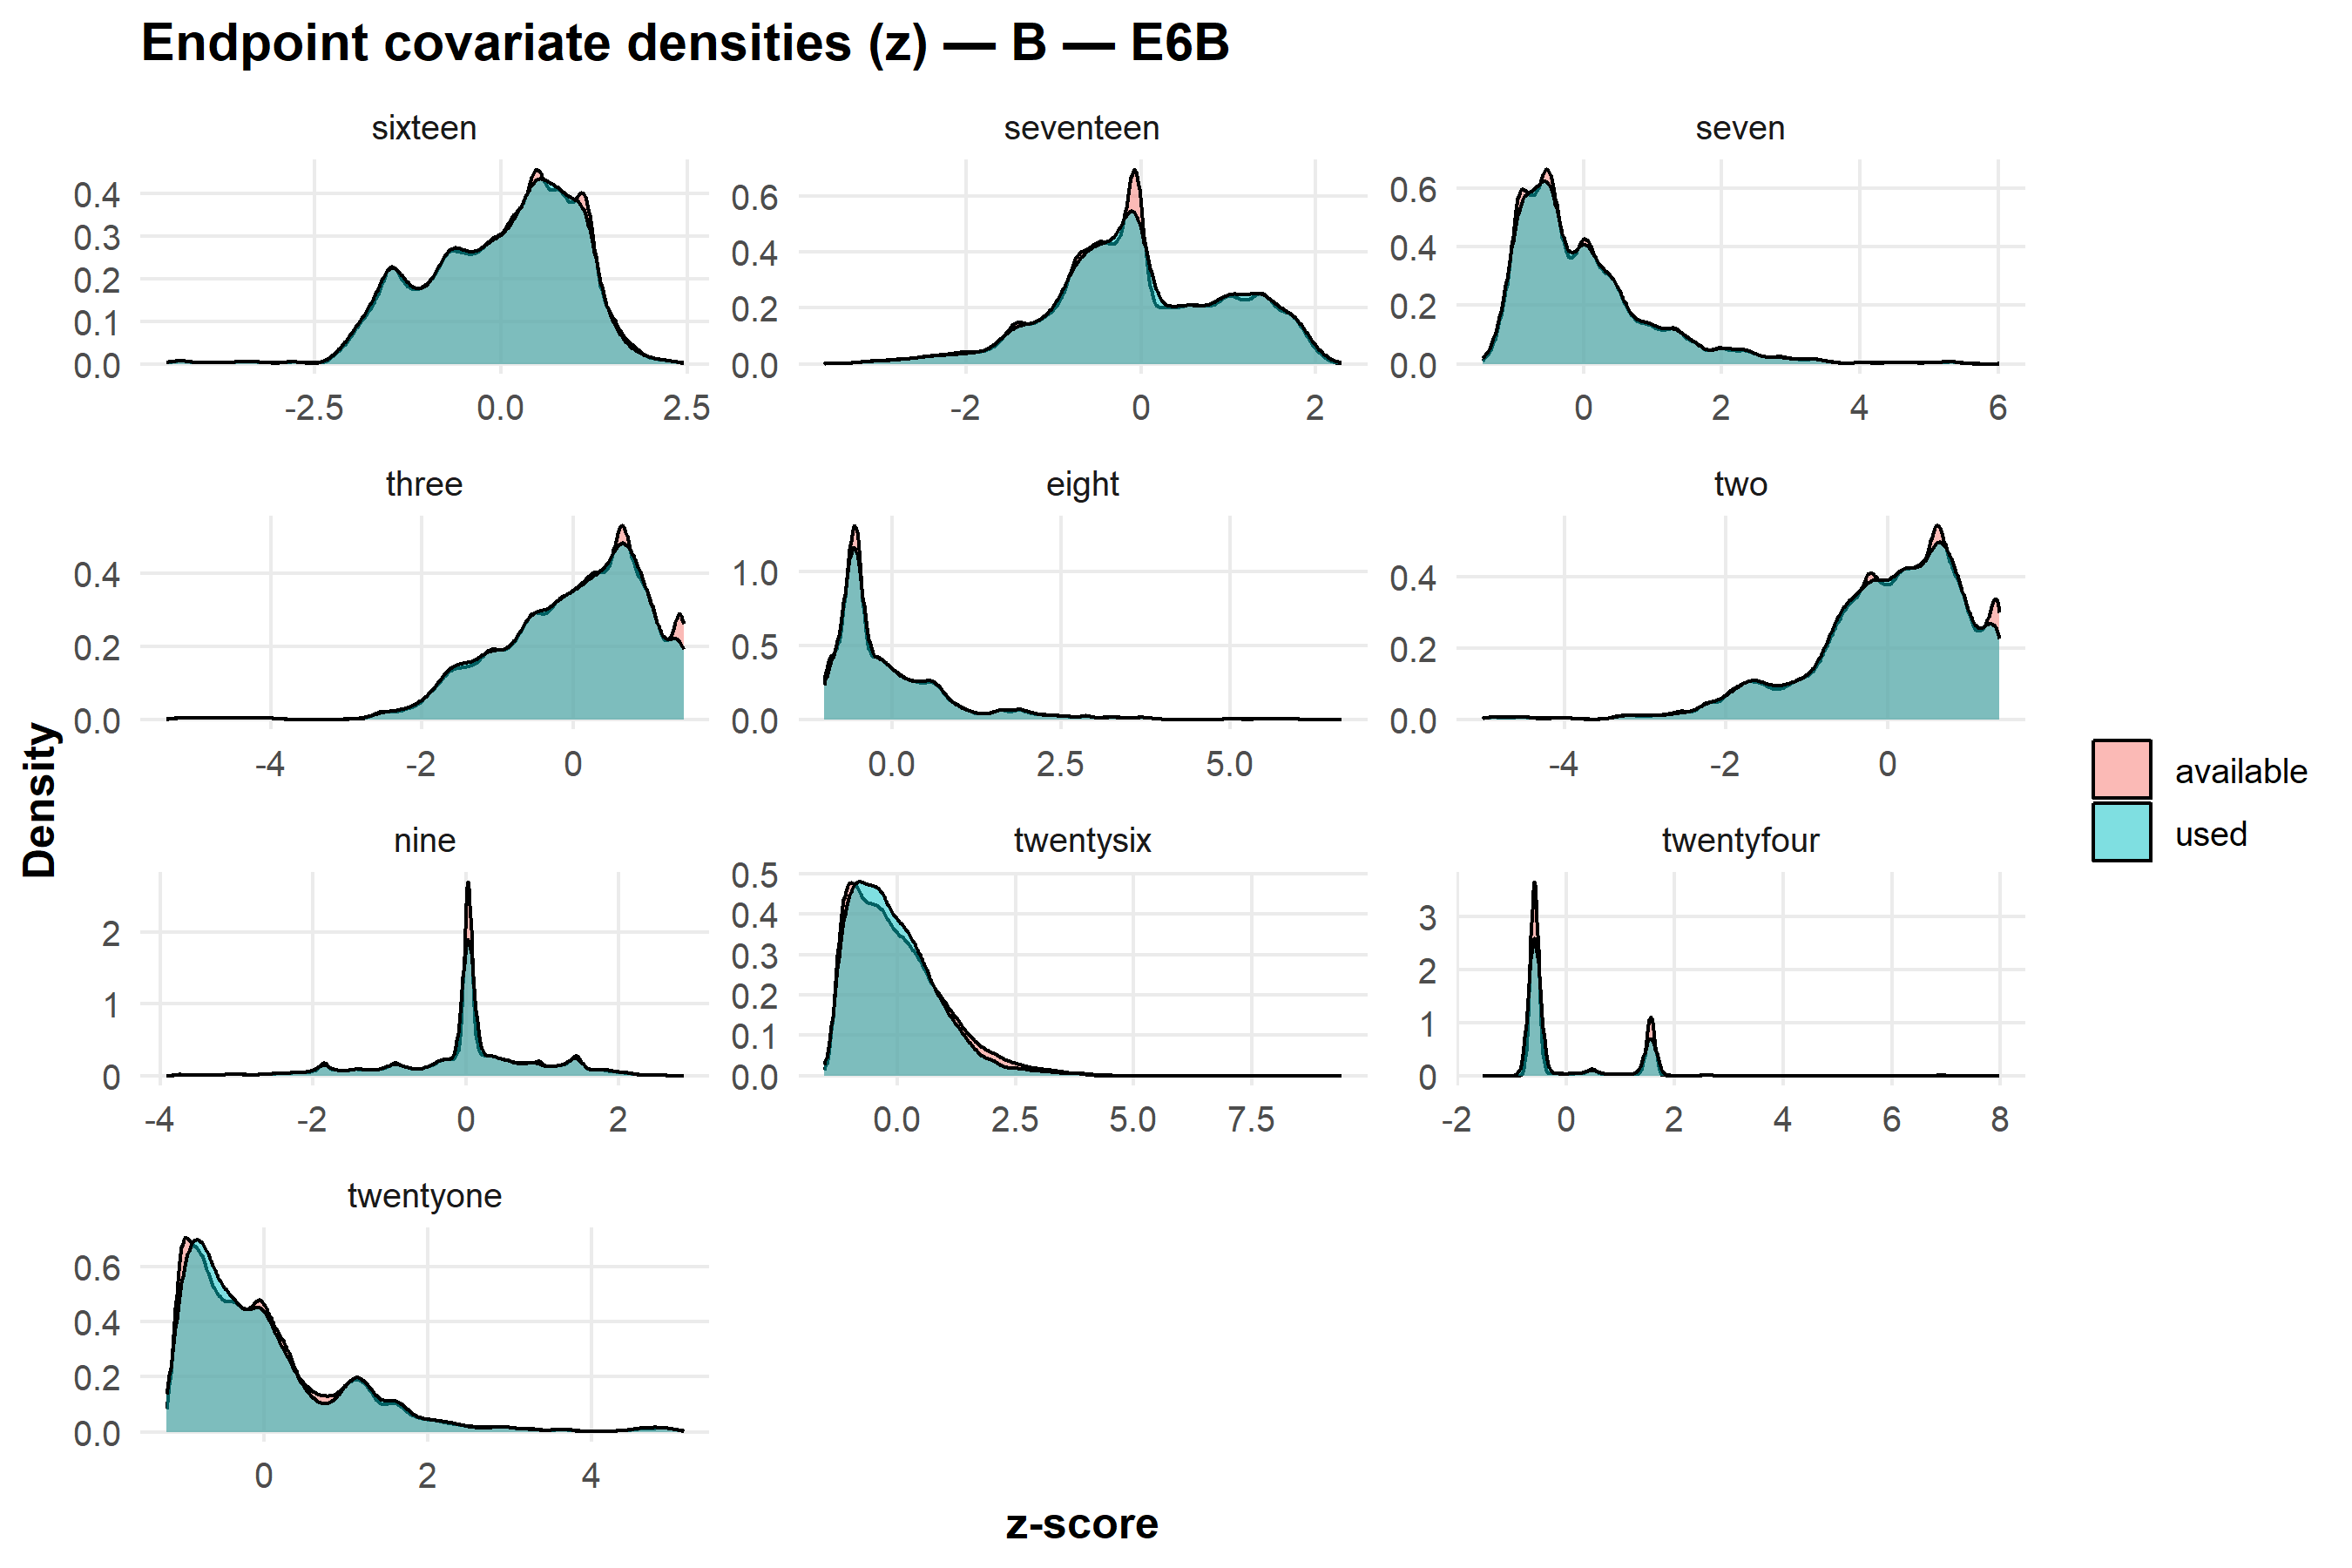 Endpoint covariate densities (z) — B — E6B
sixteen seventeen seven
0.4 0.3 0.2 0.1 0.0
0.6 0.4 0.2 0.0
0.6 0.4 0.2 0.0
-2.5 0.0 2.5
-2 0 2
0 2 4 6
three eight two
0.4 0.2 0.0
1.0 0.5 0.0
0.4 0.2 0.0
-4 -2 0
0.0 2.5 5.0
-4 -2 0
nine twentysix twentyfour
2 1 0
0.5 0.4 0.3 0.2 0.1 0.0
3 2 1 0
-4 -2 0 2
0.0 2.5 5.0 7.5
-2 0 2 4 6 8
twentyone
0.6 0.4 0.2 0.0
0 2 4
Density
z-score
available
used